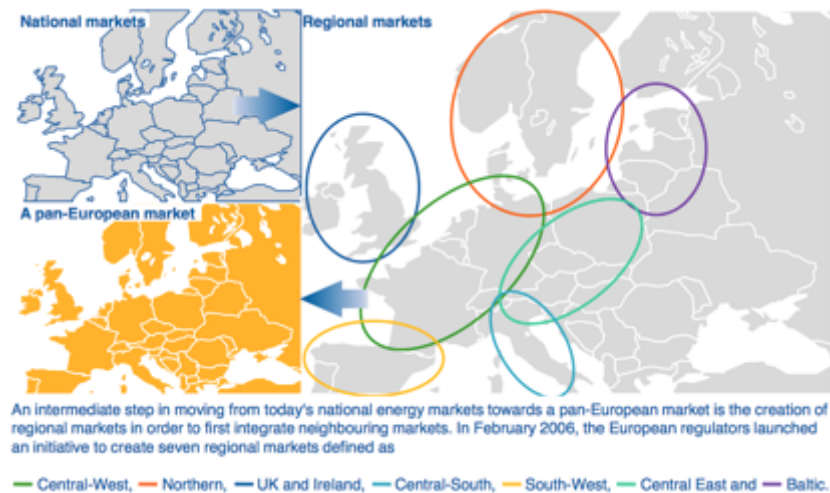 National markets
Regional markets
A pan-European market
An intermediate step in moving from today's national energy markets towards a pan-European market is the creation of
regional markets in order to first integrate neighbouring markets. In February 2006, the European regulators launched
an initiative to create seven regional markets defined as
Central-West, Northern, UK and Ireland, Central-South, South-West, Central East and Baltic.